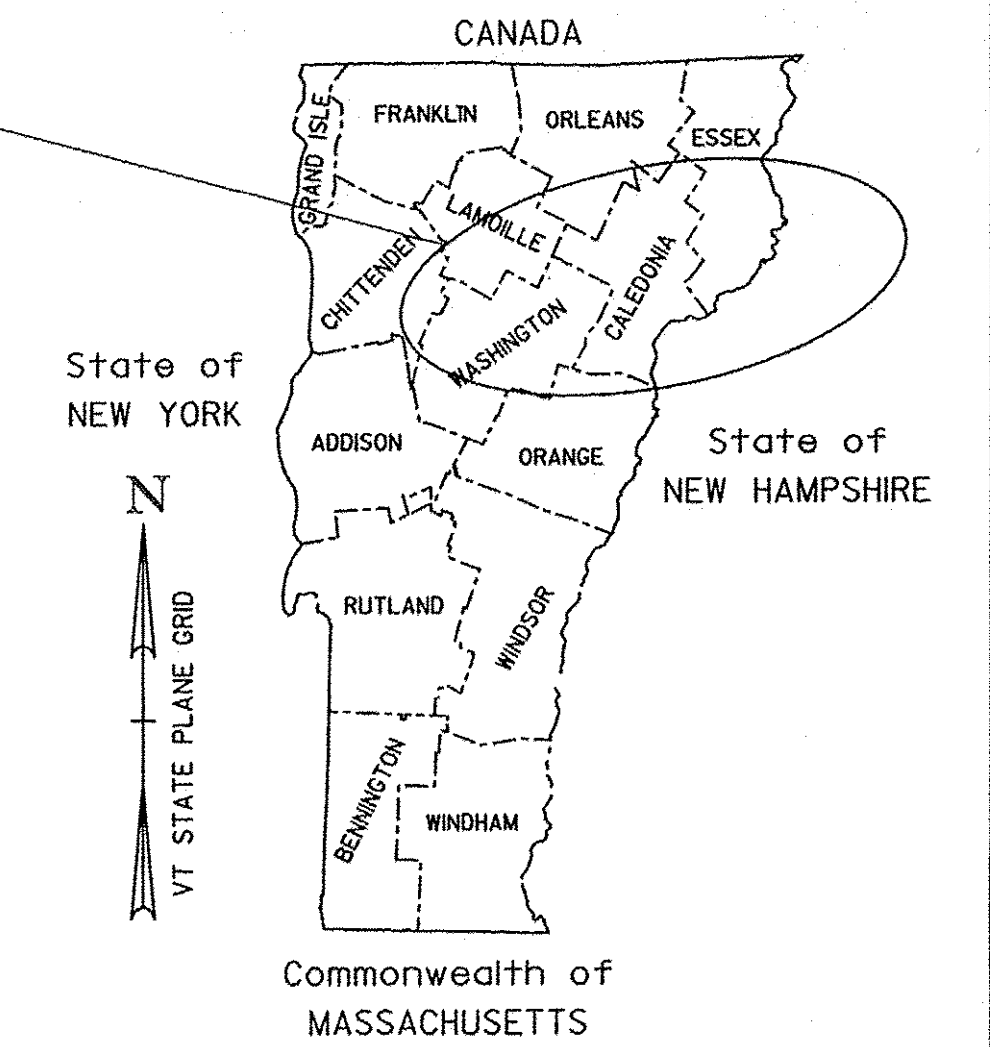 CANADA
GRAND ISLE
FRANKLIN
ORLEANS
ESSEX
LAMOILLE
CHITTENDEN
CALEDONIA
WASHINGTON
State of
NEW YORK
ADDISON
ORANGE
State of
NEW HAMPSHIRE
N
VT STATE PLANE GRID
RUTLAND
WINDSOR
BENNINGTON
WINDHAM
Commonwealth of
MASSACHUSETTS